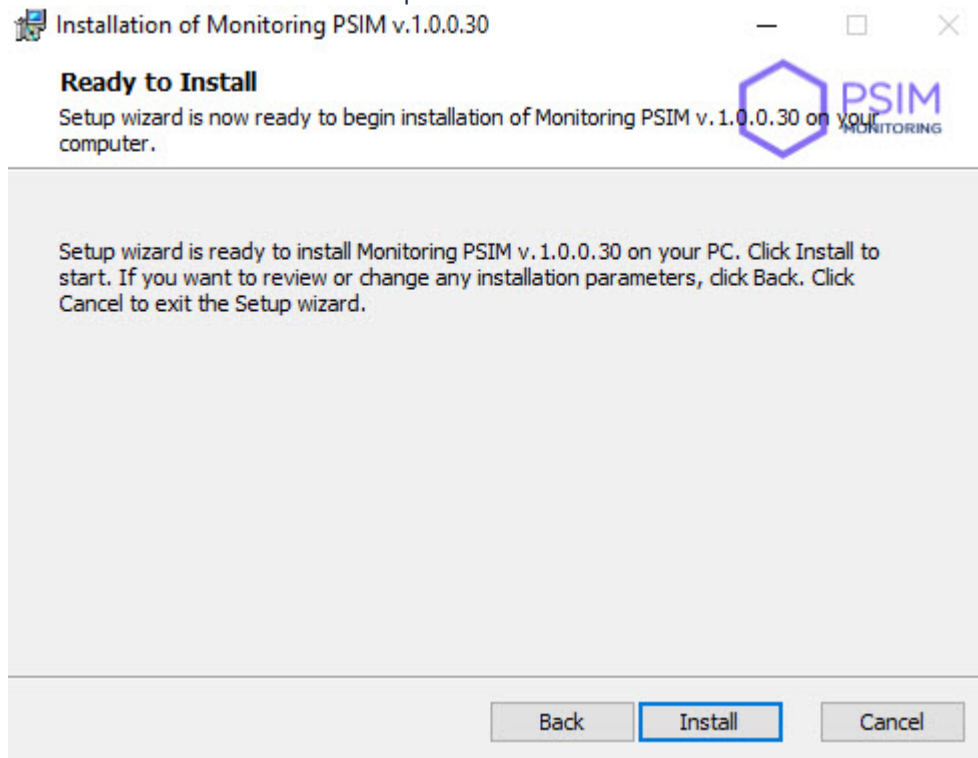 Installation of Monitoring PSIM v.1.0.0.30
Ready to Install
PSIM
MONITORING
Setup wizard is now ready to begin installation of Monitoring PSIM v.1.0.0.30 on your
computer.
Setup wizard is ready to install Monitoring PSIM v.1.0.0.30 on your PC. Click Install to
start. If you want to review or change any installation parameters, click Back. Click
Cancel to exit the Setup wizard.
Back
Install
Cancel